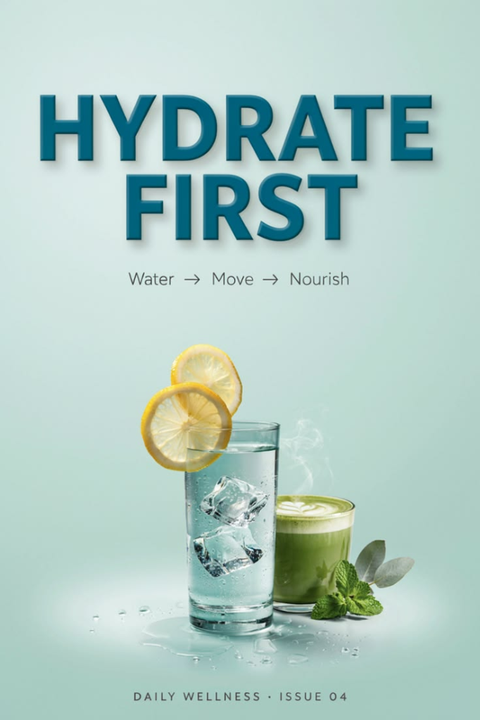 HYDRATE
FIRST
Water → Move → Nourish
DAILY WELLNESS · ISSUE 04